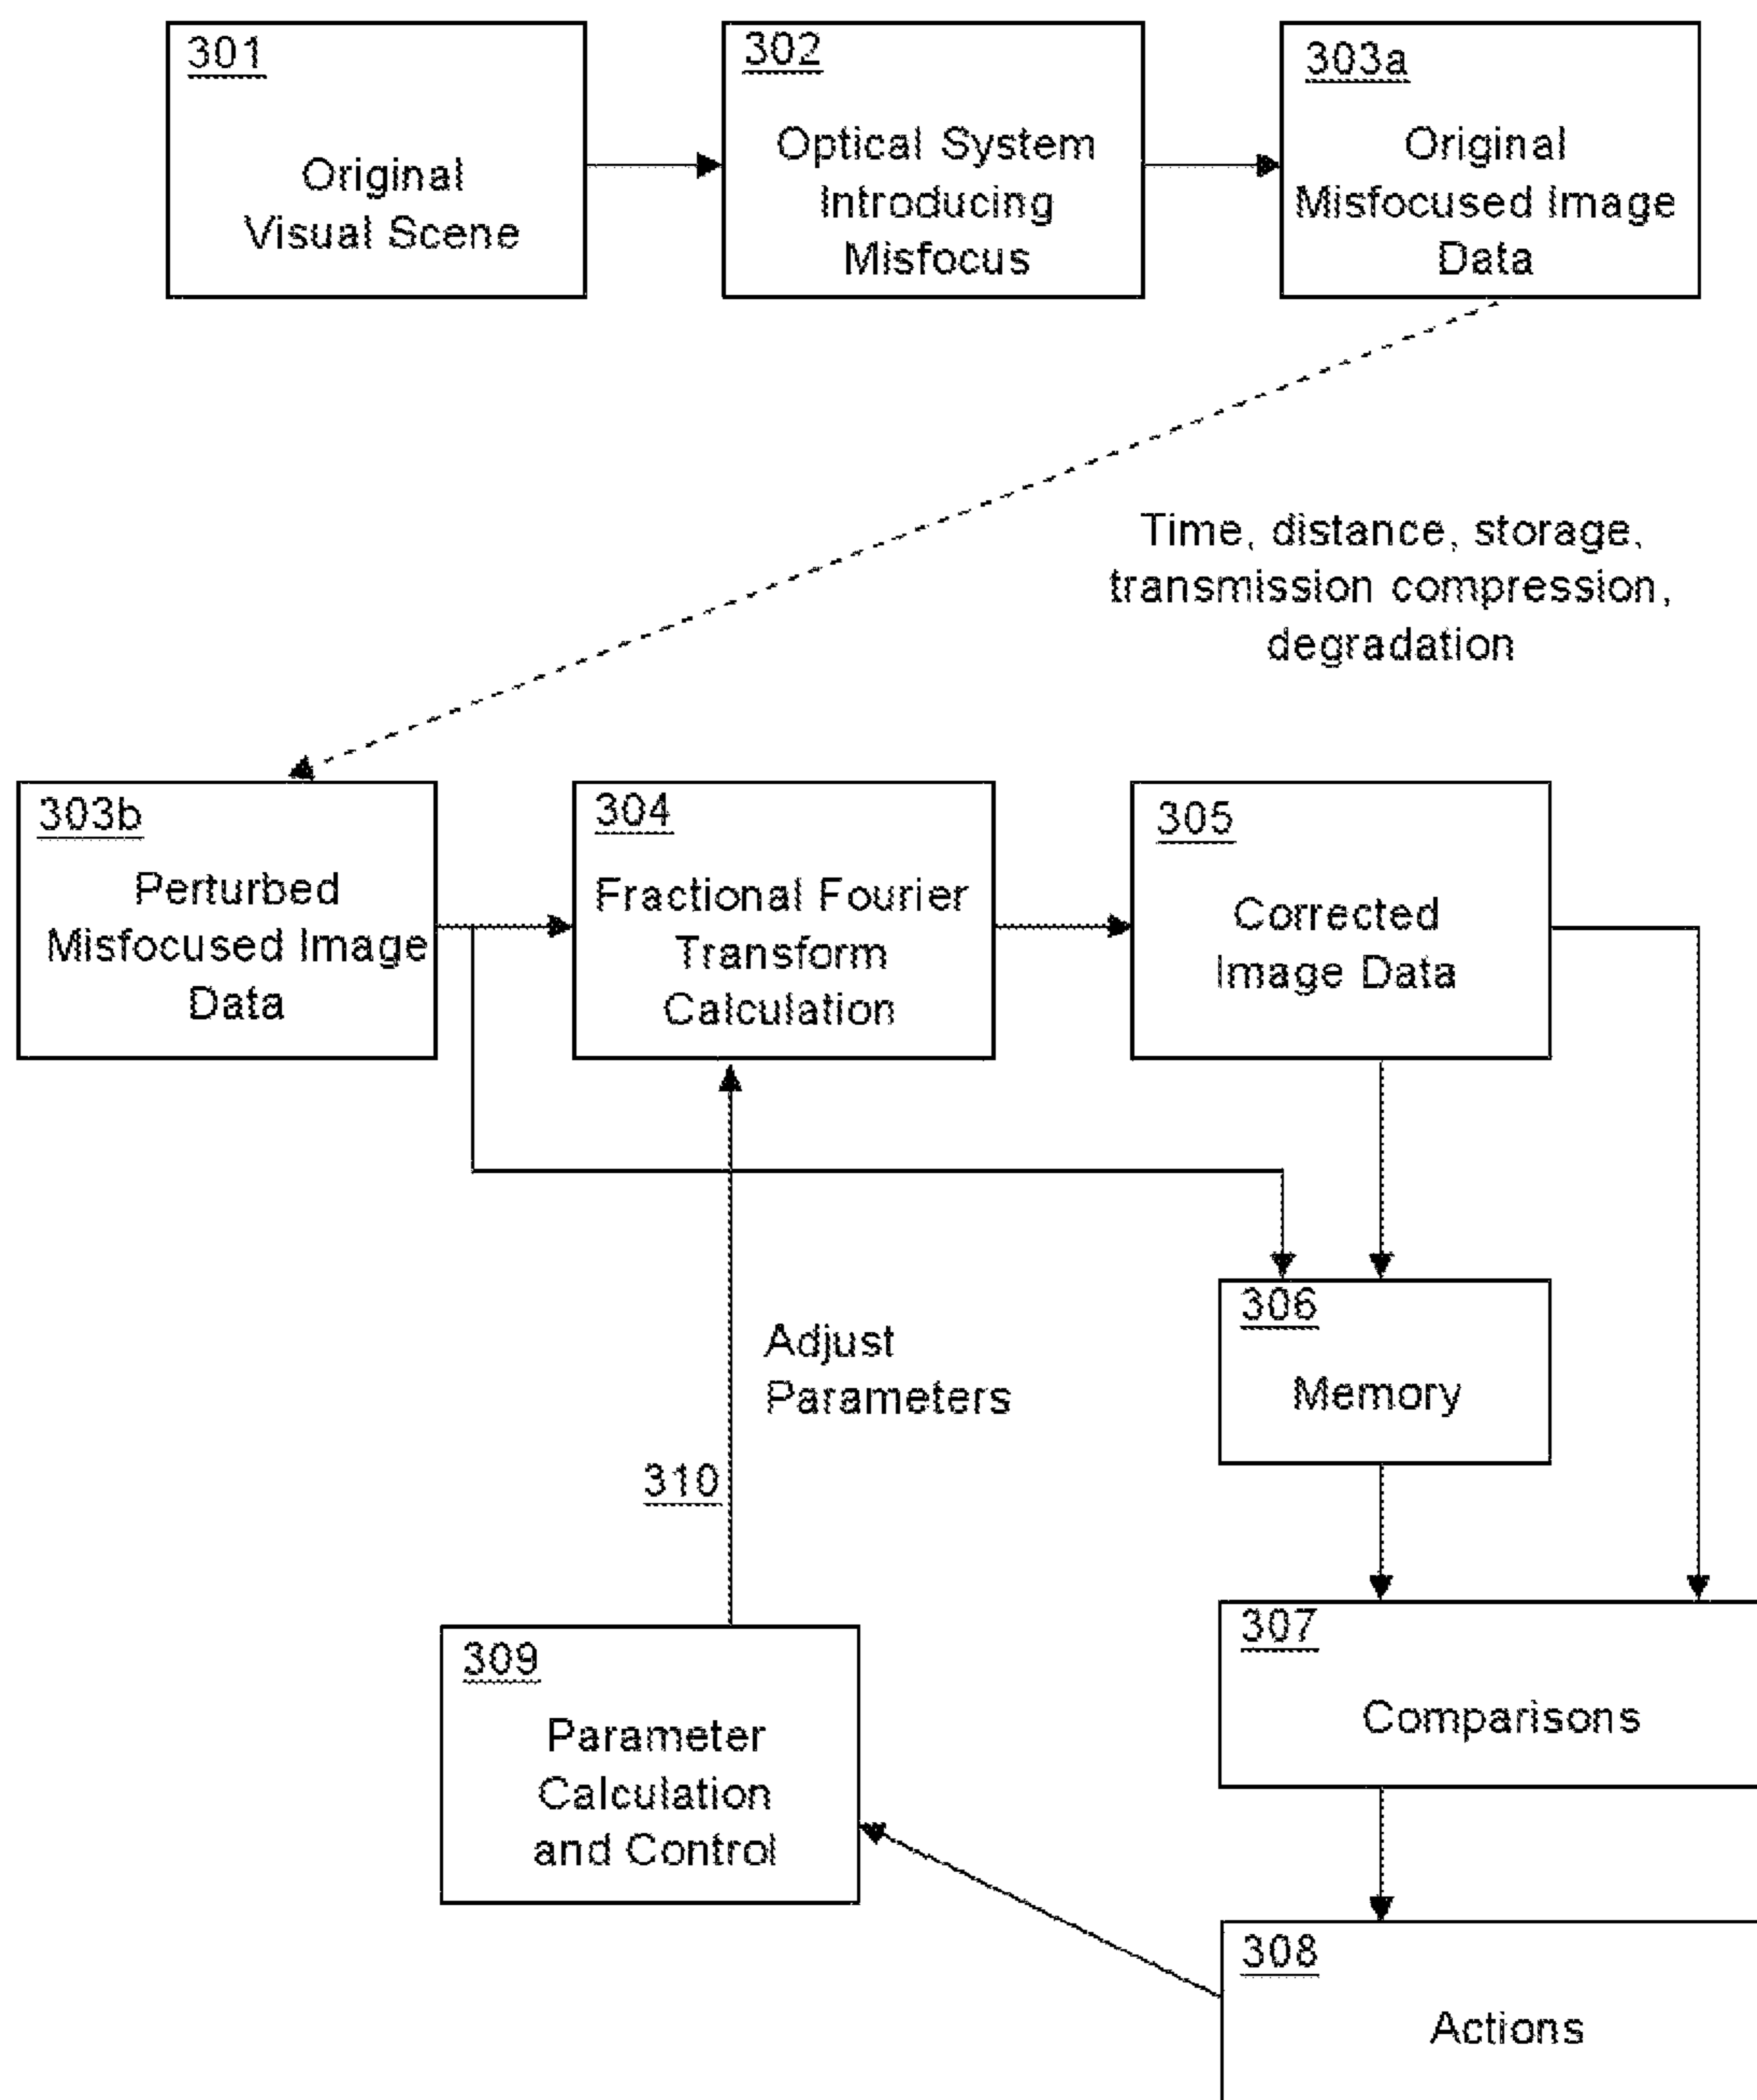 301
Original
Visual Scene
302
Optical System
Introducing
Misfocus
303a
Original
Misfocused Image
Data
Time, distance, storage,
transmission compression,
degradation
303b
Perturbed
Misfocused Image
Data
304
Fractional Fourier
Transform
Calculation
305
Corrected
Image Data
306
Memory
Adjust
Parameters
310
307
Comparisons
309
Parameter
Calculation
and Control
308
Actions